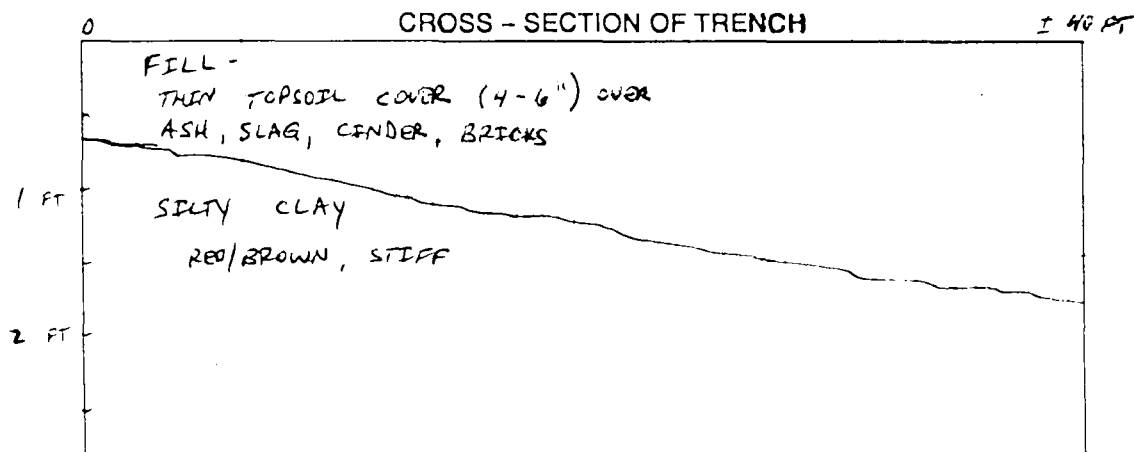 0 CROSS - SECTION OF TRENCH ± 40 FT
FILL -
THIN TOPSOIL COVER (4-6") OVER
ASH, SLAG, CINDER, BRICKS
1 FT
SILTY CLAY
RED/BROWN, STIFF
2 FT